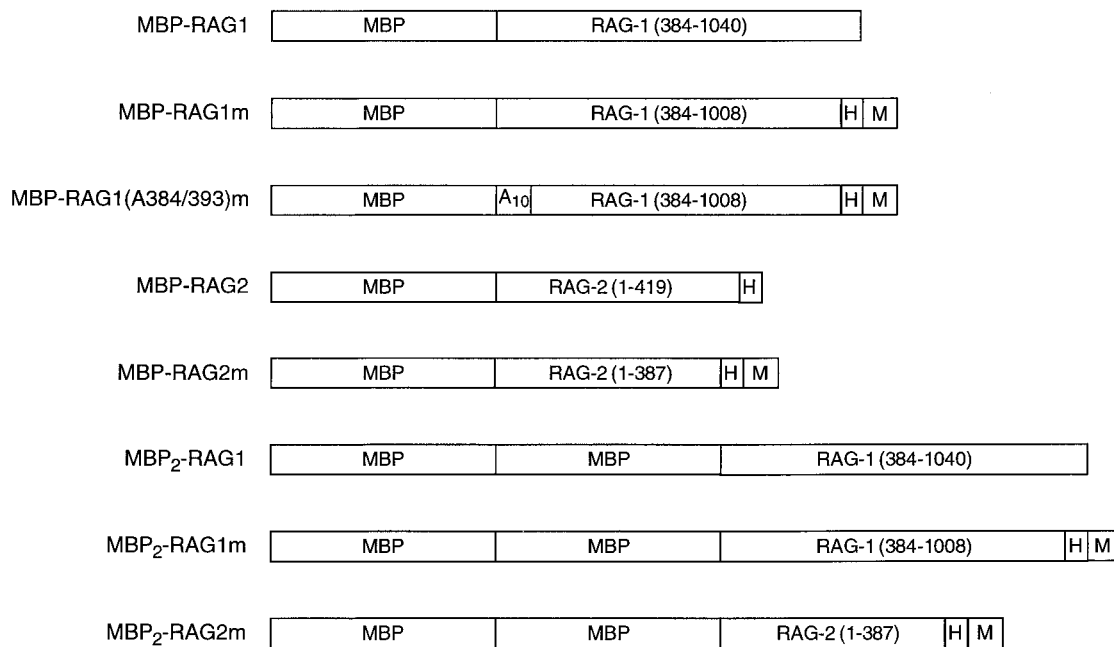 MBP-RAG1 MBP RAG-1 (384-1040)
MBP-RAG1m MBP RAG-1 (384-1008) H M
MBP-RAG1(A384/393)m MBP A10 RAG-1 (384-1008) H M
MBP-RAG2 MBP RAG-2 (1-419) H
MBP-RAG2m MBP RAG-2 (1-387) H M
MBP2-RAG1 MBP MBP RAG-1 (384-1040)
MBP2-RAG1m MBP MBP RAG-1 (384-1008) H M
MBP2-RAG2m MBP MBP RAG-2 (1-387) H M